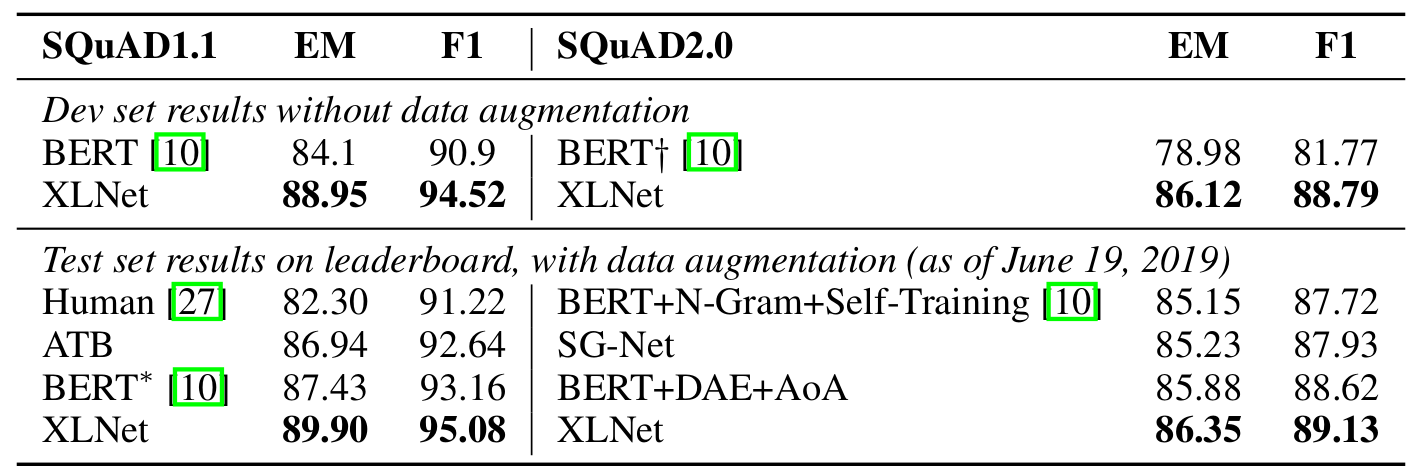 SQuAD1.1 EM F1 SQuAD2.0 EM F1
Dev set results without data augmentation
BERT [10] 84.1 90.9 BERT† [10] 78.98 81.77
XLNet 88.95 94.52 XLNet 86.12 88.79
Test set results on leaderboard, with data augmentation (as of June 19, 2019)
Human [27] 82.30 91.22 BERT+N-Gram+Self-Training [10] 85.15 87.72
ATB 86.94 92.64 SG-Net 85.23 87.93
BERT* [10] 87.43 93.16 BERT+DAE+AoA 85.88 88.62
XLNet 89.90 95.08 XLNet 86.35 89.13